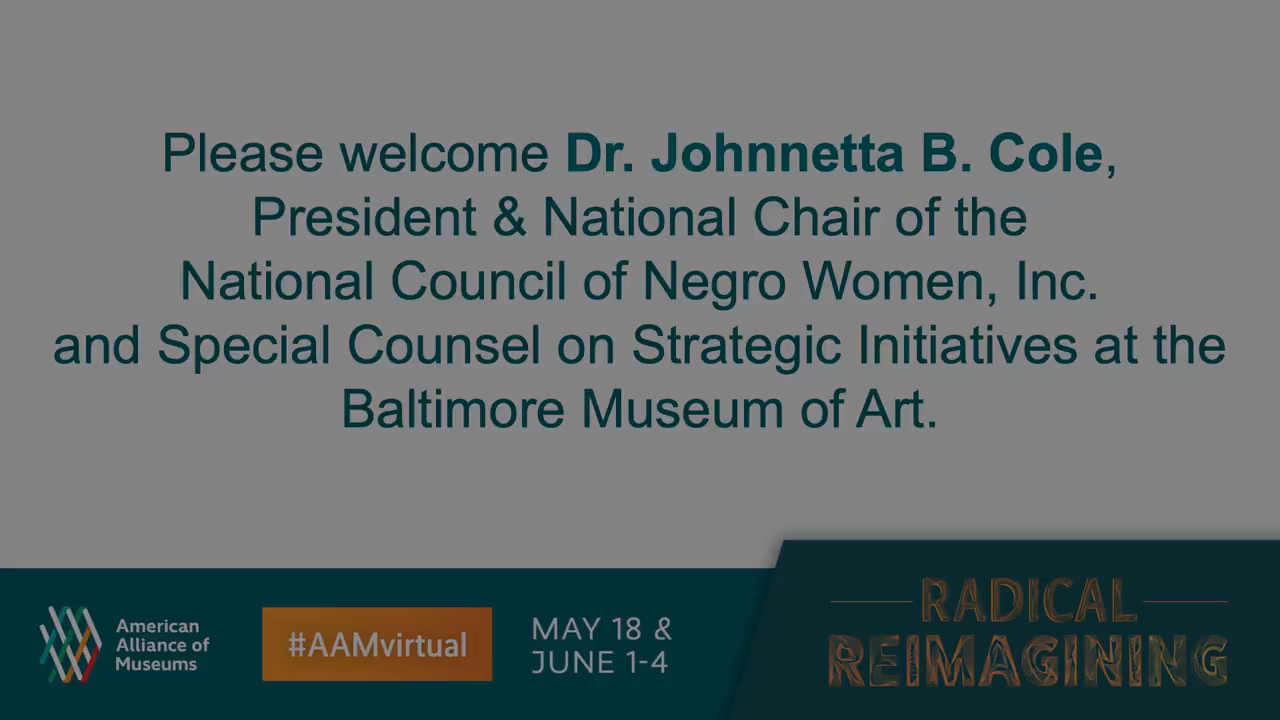 Please welcome Dr. Johnnetta B. Cole,
President & National Chair of the
National Council of Negro Women, Inc.
and Special Counsel on Strategic Initiatives at the
Baltimore Museum of Art.
American
Alliance of
Museums
#AAMvirtual
MAY 18 &
JUNE 1-4
RADICAL
REIMAGINING